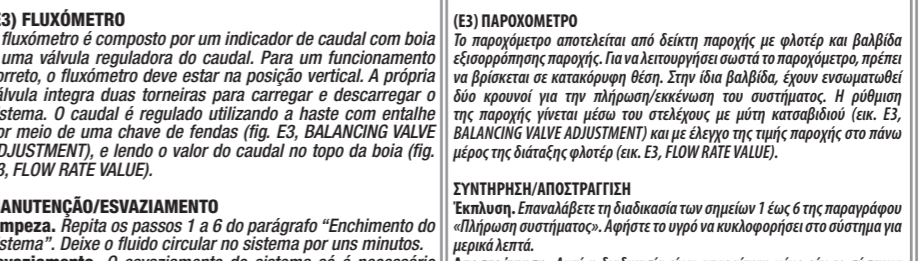 E3) FLUXÓMETRO
fluxómetro é composto por um indicador de caudal com boia
uma válvula reguladora do caudal. Para um funcionamento
orreto, o fluxómetro deve estar na posição vertical. A própria
álvula integra duas torneiras para carregar e descarregar o
istema. O caudal é regulado utilizando a haste com entalhe
or meio de uma chave de fendas (fig. E3, BALANCING VALVE
DJUSTMENT), e lendo o valor do caudal no topo da boia (fig.
3, FLOW RATE VALUE).
ANUTENÇÃO/ESVAZIAMENTO
mpeza. Repita os passos 1 a 6 do parágrafo “Enchimento do
istema”. Deixe o fluido circular no sistema por uns minutos.
(E3) ΠΑΡΟΧΟΜΕΤΡΟ
Το παροχόμετρο αποτελείται από δείκτη παροχής με φλοτέρ και βαλβίδα
εξισορρόπησης παροχής. Για να λειτουργήσει σωστά το παροχόμετρο, πρέπει
να βρίσκεται σε κατακόρυφη θέση. Στην ίδια βαλβίδα, έχουν ενσωματωθεί
δύο κρουνοί για την πλήρωση/εκκένωση του συστήματος. Η ρύθμιση
της παροχής γίνεται μέσω του στελέχους με μύτη κατσαβιδιού (εικ. E3,
BALANCING VALVE ADJUSTMENT) και με έλεγχο της τιμής παροχής στο πάνω
μέρος της διάταξης φλοτέρ (εικ. E3, FLOW RATE VALUE).
ΣΥΝΤΗΡΗΣΗ/ΑΠΟΣΤΡΑΓΓΙΣΗ
Έκπλυση. Επαναλάβετε τη διαδικασία των σημείων 1 έως 6 της παραγράφου
«Πλήρωση συστήματος». Αφήστε το υγρό να κυκλοφορήσει στο σύστημα για
μερικά λεπτά.